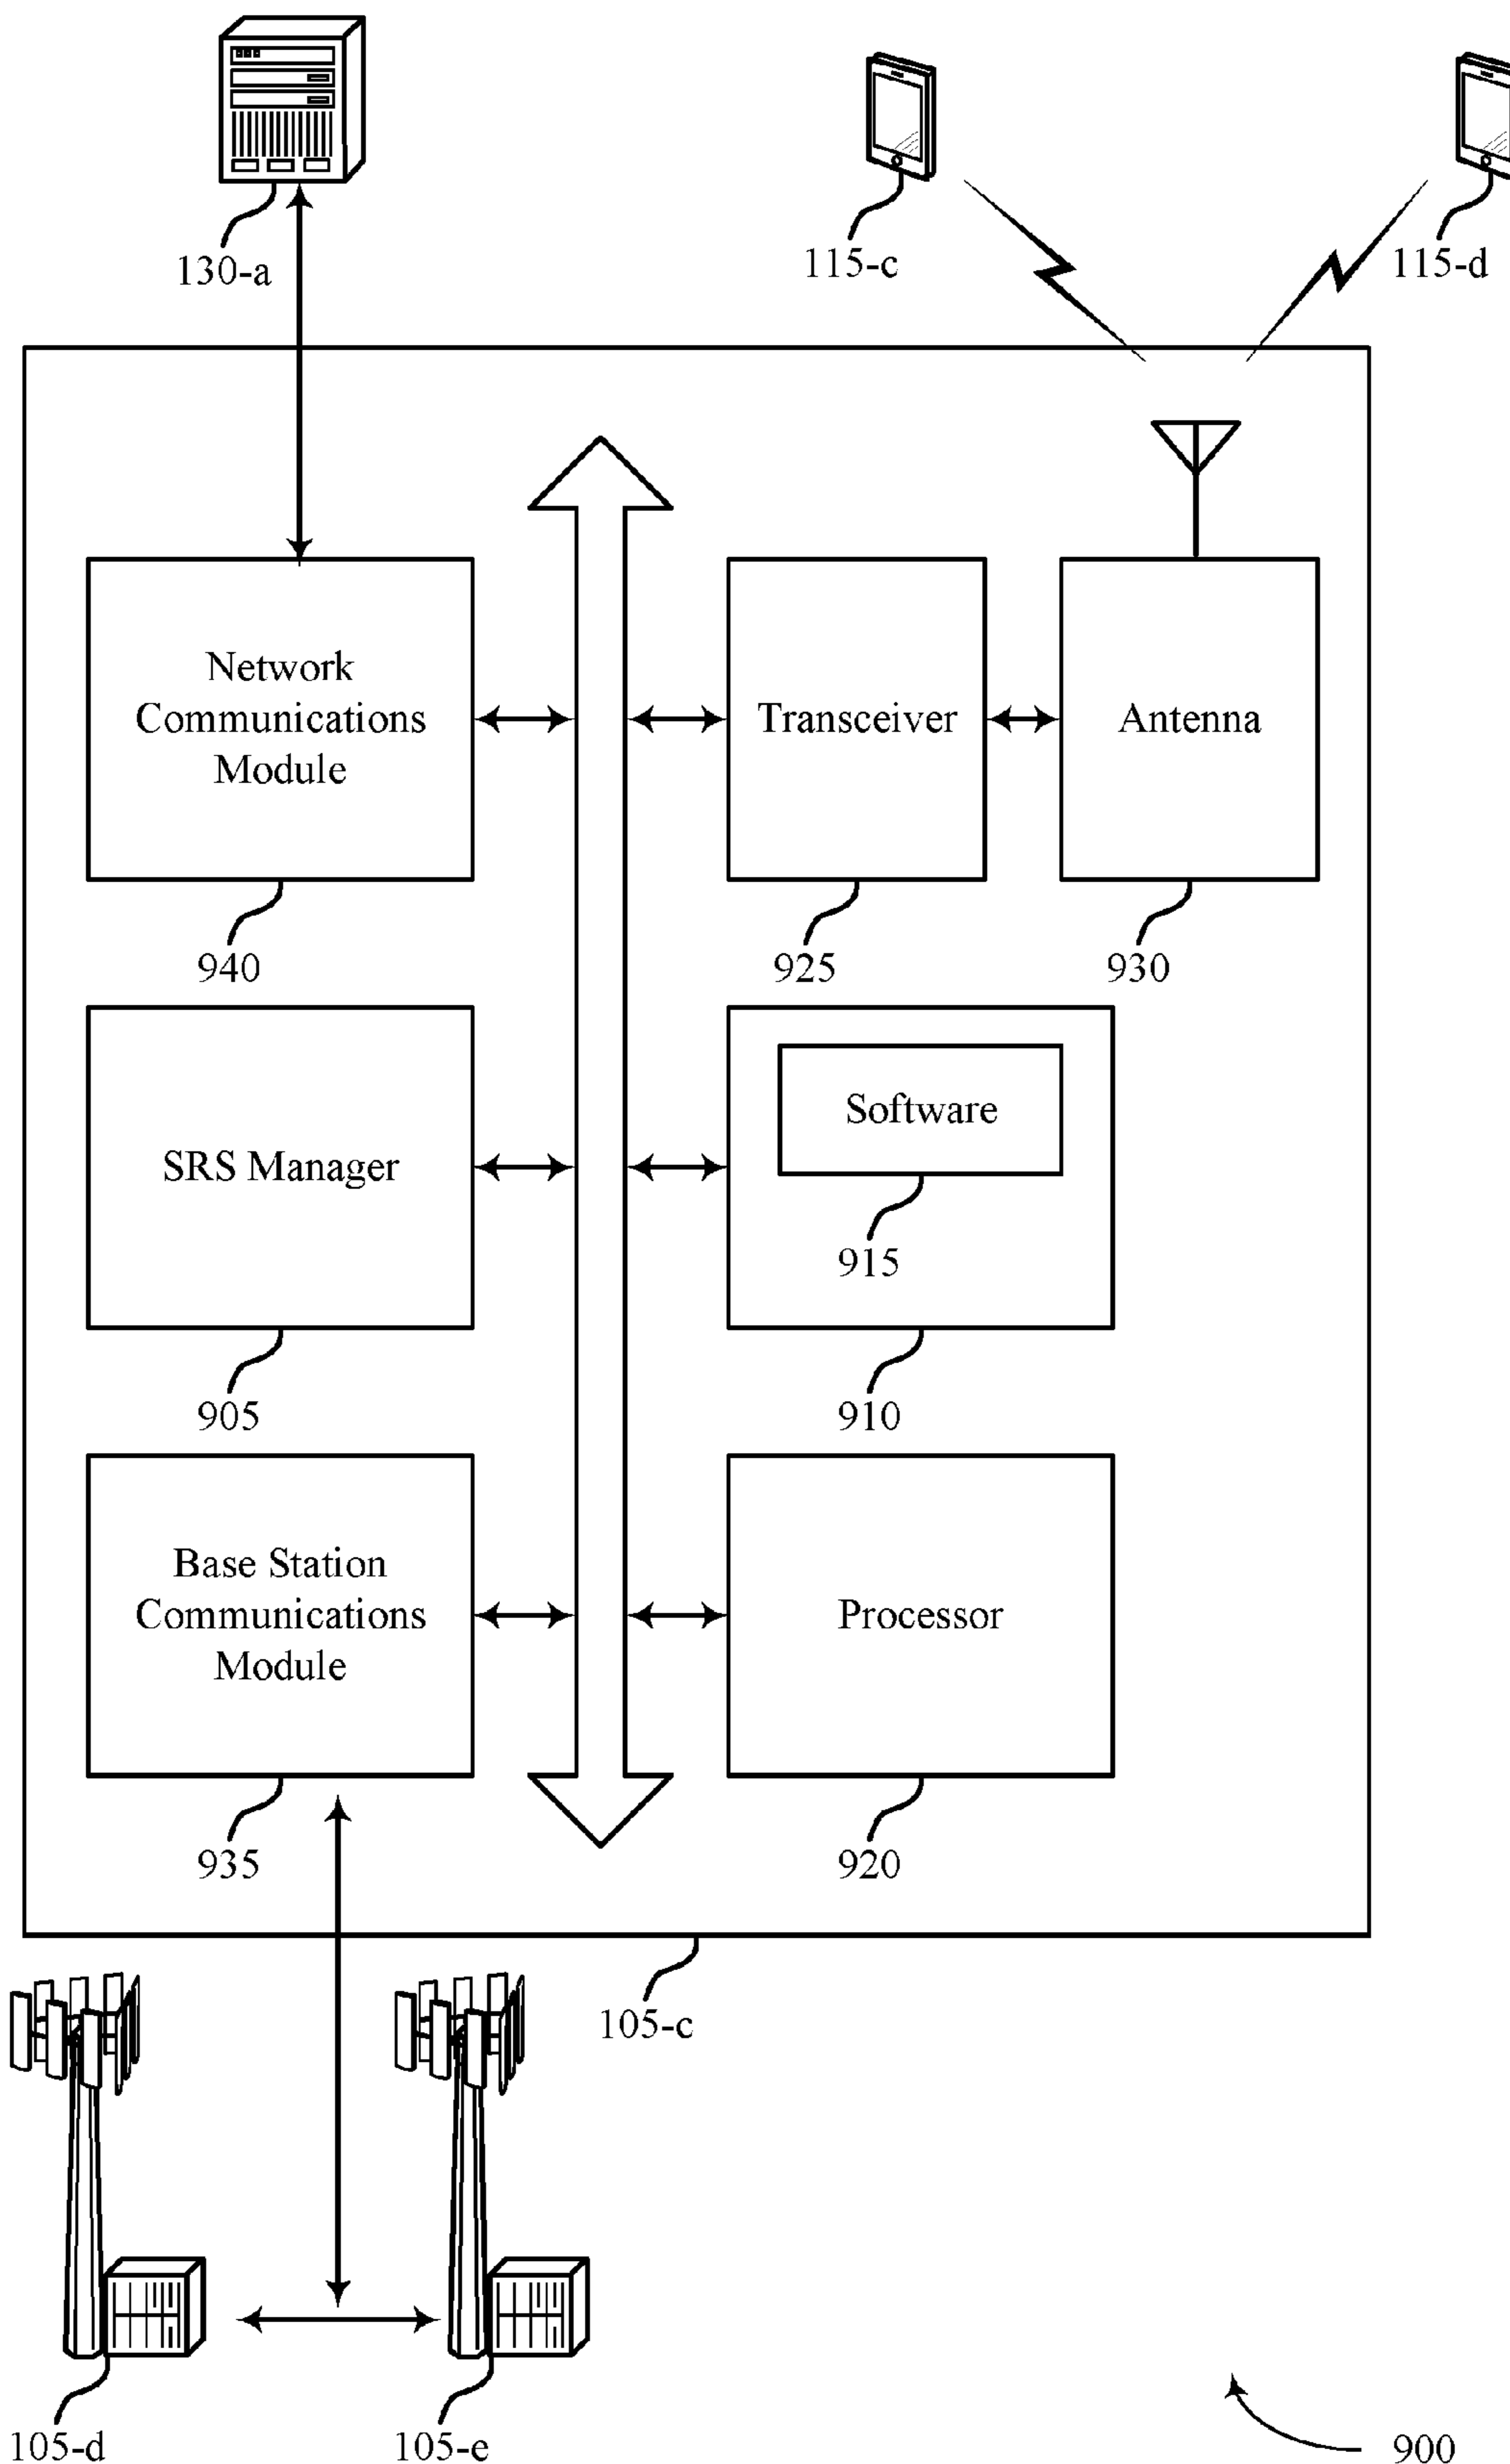 130-a
115-c
115-d
Network
Communications
Module
Transceiver
Antenna
940
925
930
SRS Manager
Software
915
905
910
Base Station
Communications
Module
Processor
935
920
105-c
105-d
105-e
900